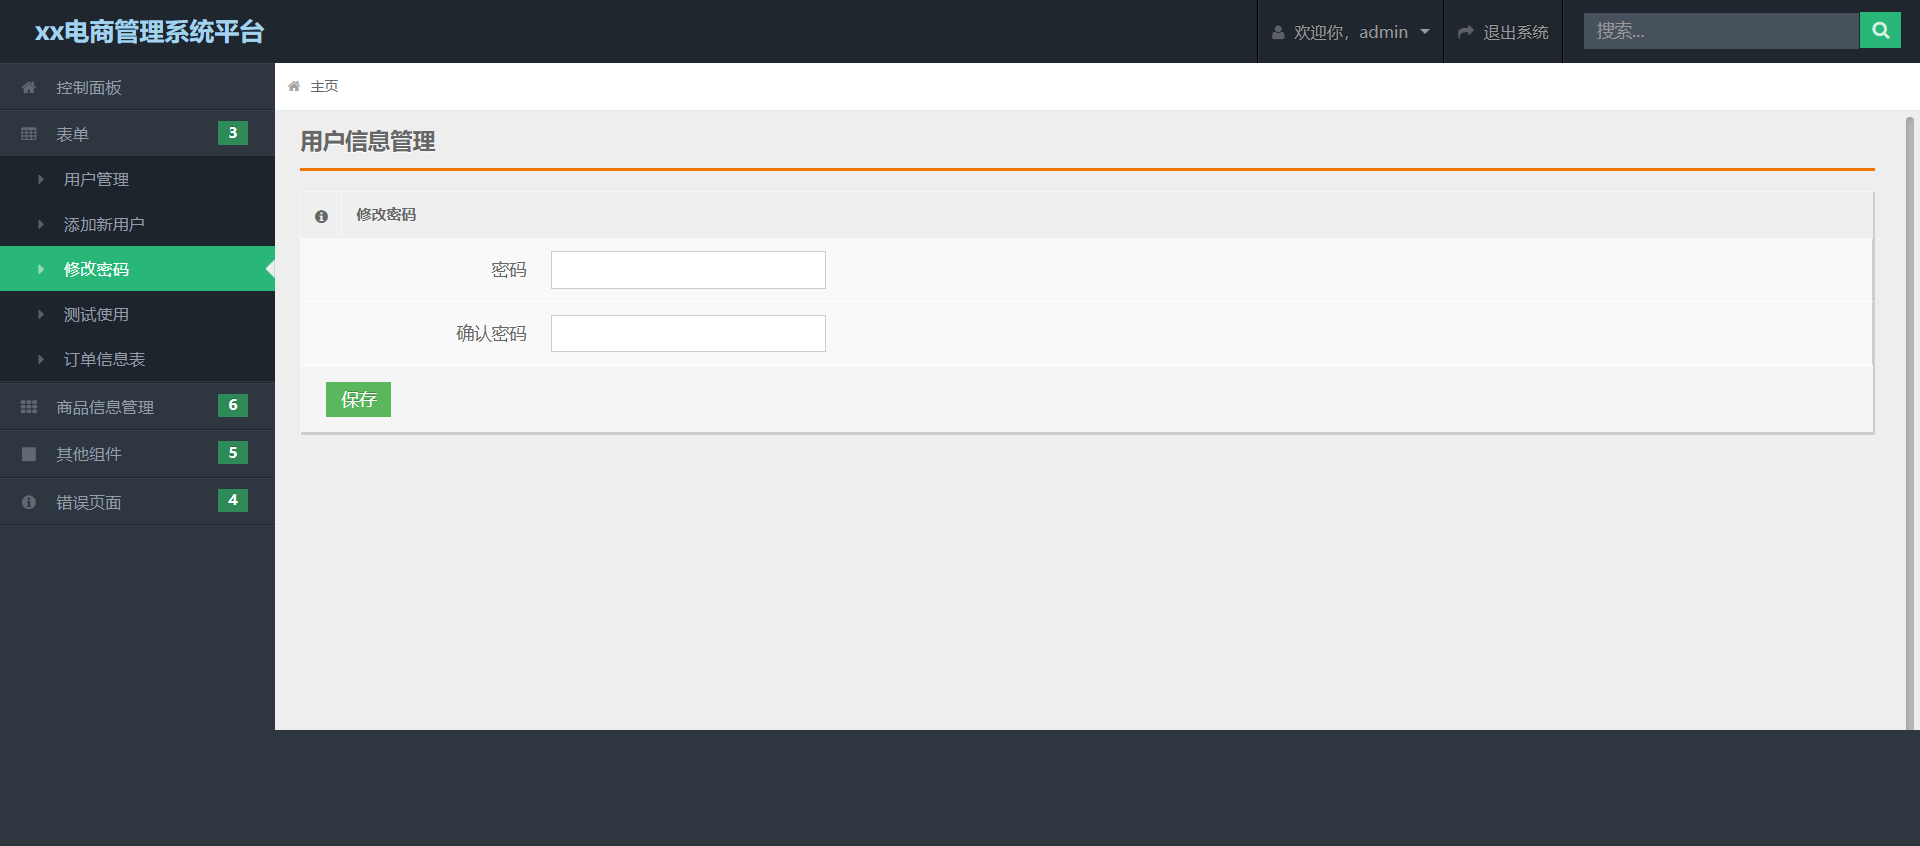 xx电商管理系统平台
欢迎你，admin
退出系统
搜索...
控制面板
主页
表单 3
用户管理
添加新用户
修改密码
测试使用
订单信息表
商品信息管理 6
其他组件 5
错误页面 4
用户信息管理
修改密码
密码
确认密码
保存